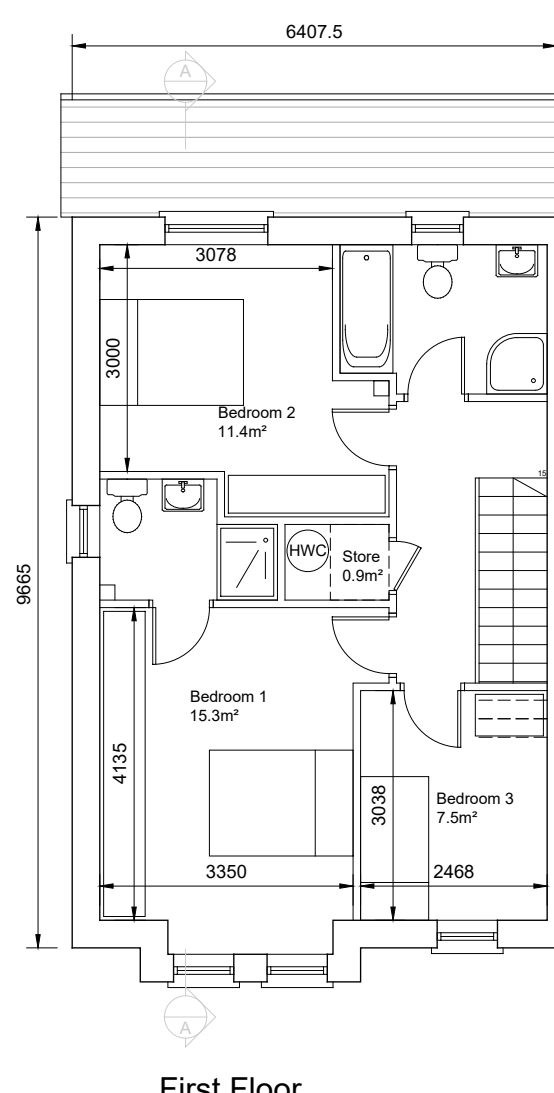 6407.5
A
3078
3000
Bedroom 2
11.4m²
15
HWC
Store
0.9m²
9665
Bedroom 1
15.3m²
4135
3038
Bedroom 3
7.5m²
3350
2468
A
First Floor